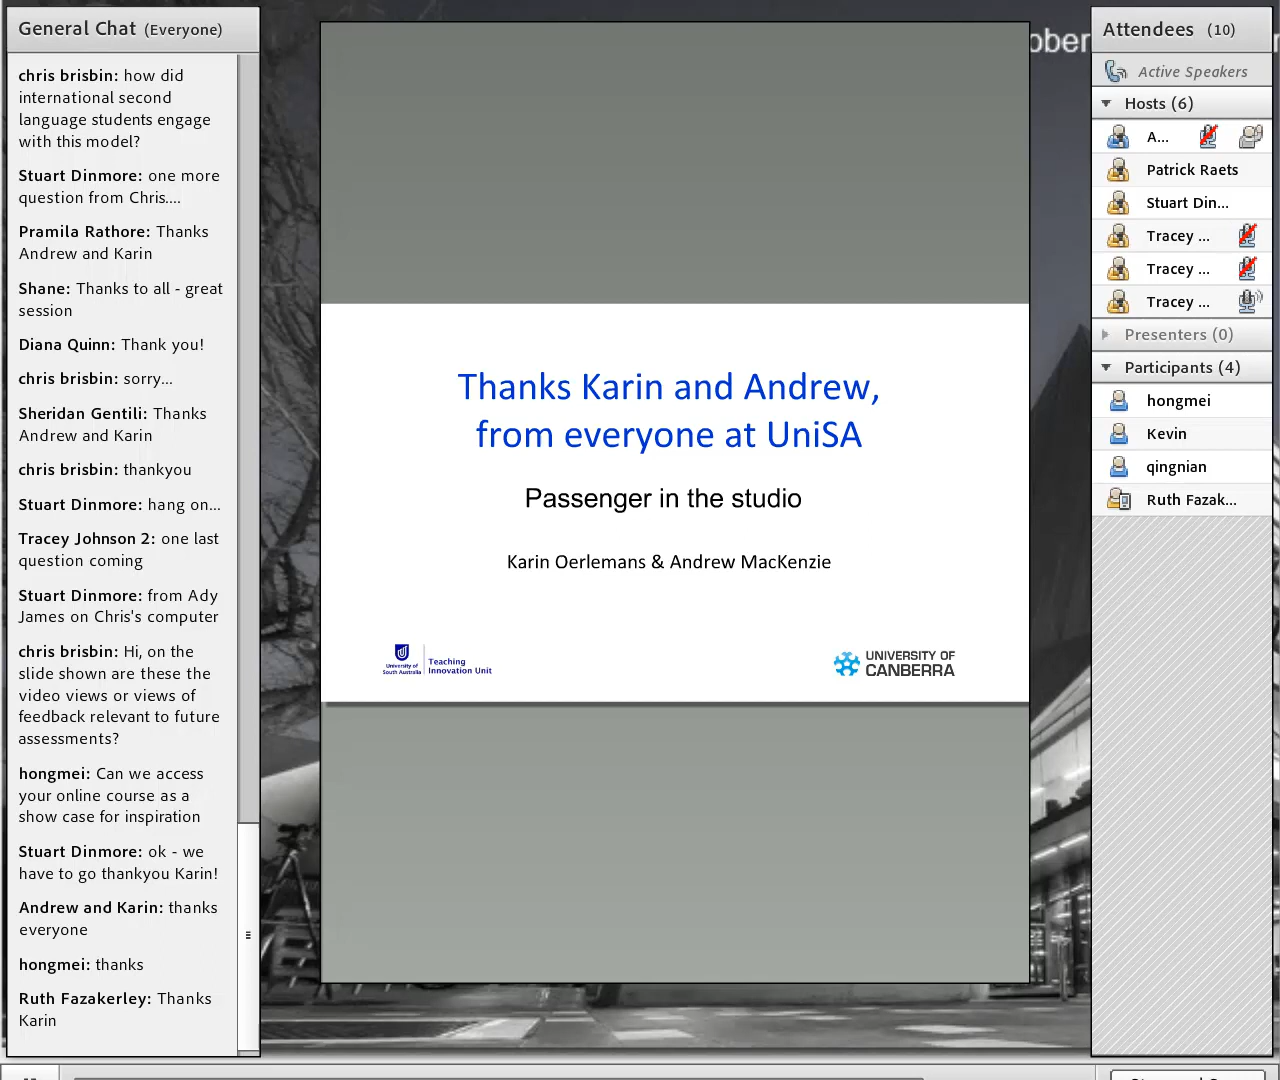 General Chat (Everyone)
chris brisbin: how did
international second
language students engage
with this model?
Stuart Dinmore: one more
question from Chris....
Pramila Rathore: Thanks
Andrew and Karin
Shane: Thanks to all - great
session
Diana Quinn: Thank you!
chris brisbin: sorry...
Sheridan Gentili: Thanks
Andrew and Karin
chris brisbin: thankyou
Stuart Dinmore: hang on...
Tracey Johnson 2: one last
question coming
Stuart Dinmore: from Ady
James on Chris's computer
chris brisbin: Hi, on the
slide shown are these the
video views or views of
feedback relevant to future
assessments?
hongmei: Can we access
your online course as a
show case for inspiration
Stuart Dinmore: ok - we
have to go thankyou Karin!
Andrew and Karin: thanks
everyone
hongmei: thanks
Ruth Fazakerley: Thanks
Karin
Thanks Karin and Andrew,
from everyone at UniSA
Passenger in the studio
Karin Oerlemans & Andrew MacKenzie
University of
South Australia
Teaching
Innovation Unit
UNIVERSITY OF
CANBERRA
ober
Attendees (10)
Active Speakers
Hosts (6)
A...
Patrick Raets
Stuart Din...
Tracey ...
Tracey ...
Tracey ...
Presenters (0)
Participants (4)
hongmei
Kevin
qingnian
Ruth Fazak...